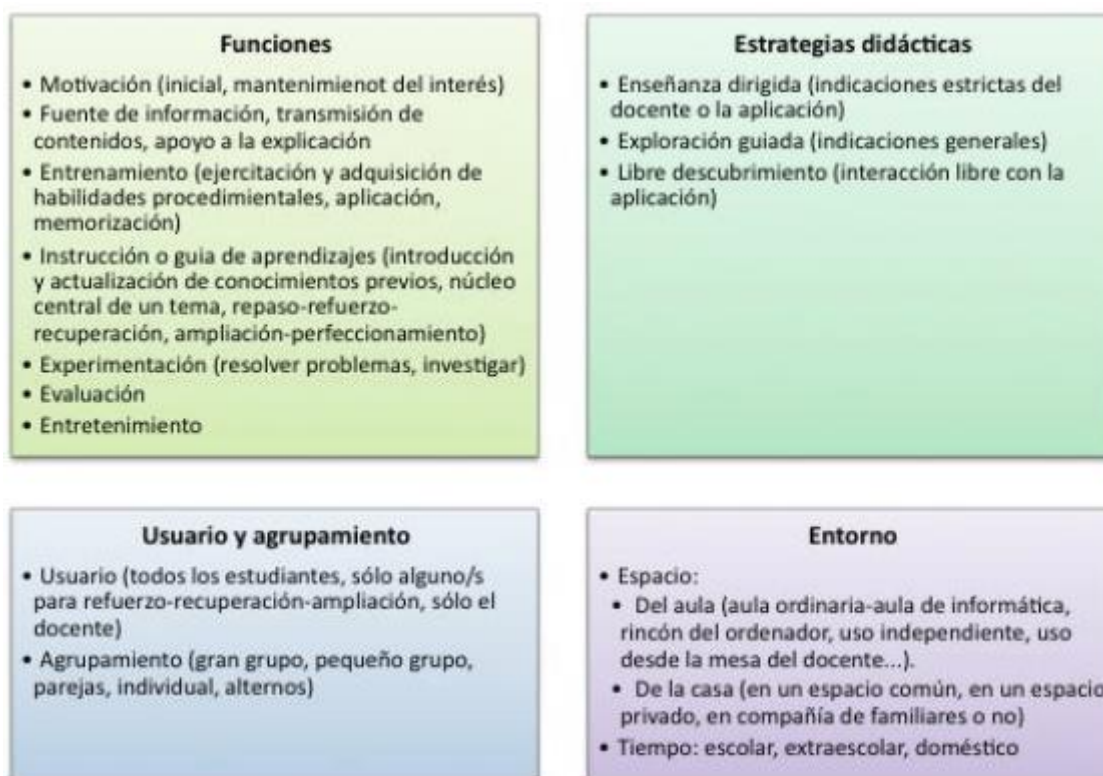 Funciones
• Motivación (inicial, mantenimienot del interés)
• Fuente de información, transmisión de
contenidos, apoyo a la explicación
• Entrenamiento (ejercitación y adquisición de
habilidades procedimientales, aplicación,
memorización)
• Instrucción o guia de aprendizajes (introducción
y actualización de conocimientos previos, núcleo
central de un tema, repaso-refuerzo-
recuperación, ampliación-perfeccionamiento)
• Experimentación (resolver problemas, investigar)
• Evaluación
• Entretenimiento
Estrategias didácticas
• Enseñanza dirigida (indicaciones estrictas del
docente o la aplicación)
• Exploración guiada (indicaciones generales)
• Libre descubrimiento (interacción libre con la
aplicación)
Usuario y agrupamiento
• Usuario (todos los estudiantes, sólo alguno/s
para refuerzo-recuperación-ampliación, sólo el
docente)
• Agrupamiento (gran grupo, pequeño grupo,
parejas, individual, alternos)
Entorno
• Espacio:
• Del aula (aula ordinaria-aula de informática,
rincón del ordenador, uso independiente, uso
desde la mesa del docente...).
• De la casa (en un espacio común, en un espacio
privado, en compañía de familiares o no)
• Tiempo: escolar, extraescolar, doméstico